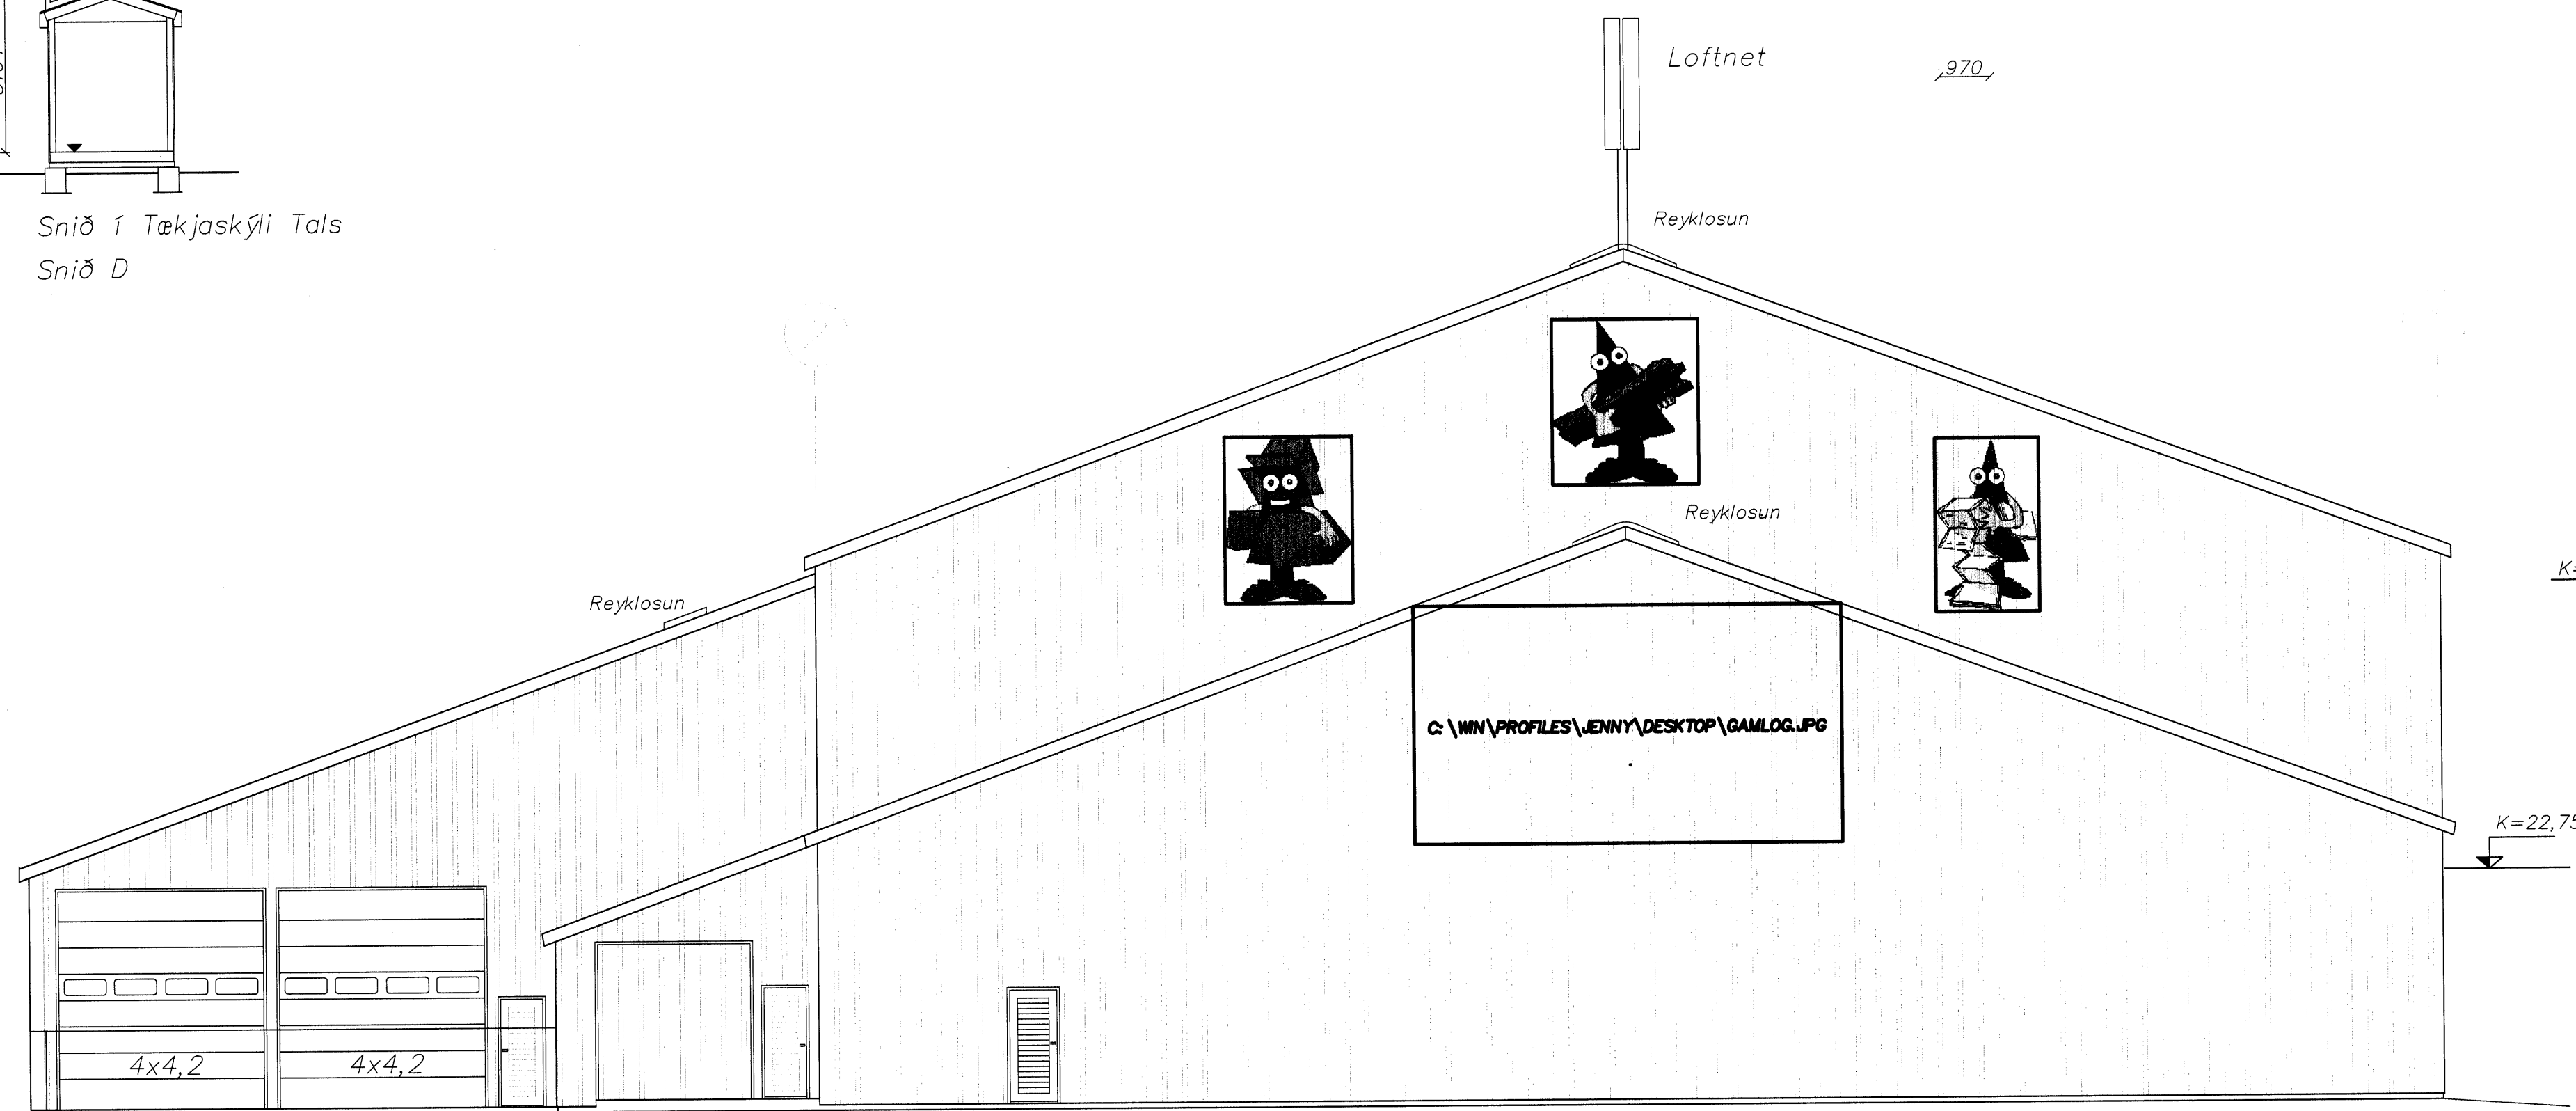 Loftnet
970
Reyklosun
Snið í Tækjaskýli Tals
Snið D
Reyklosun
Reyklosun
C:\WIN\PROFILES\JENNY\DESKTOP\GAMLOG.JPG
K=22,75
4x4,2
4x4,2